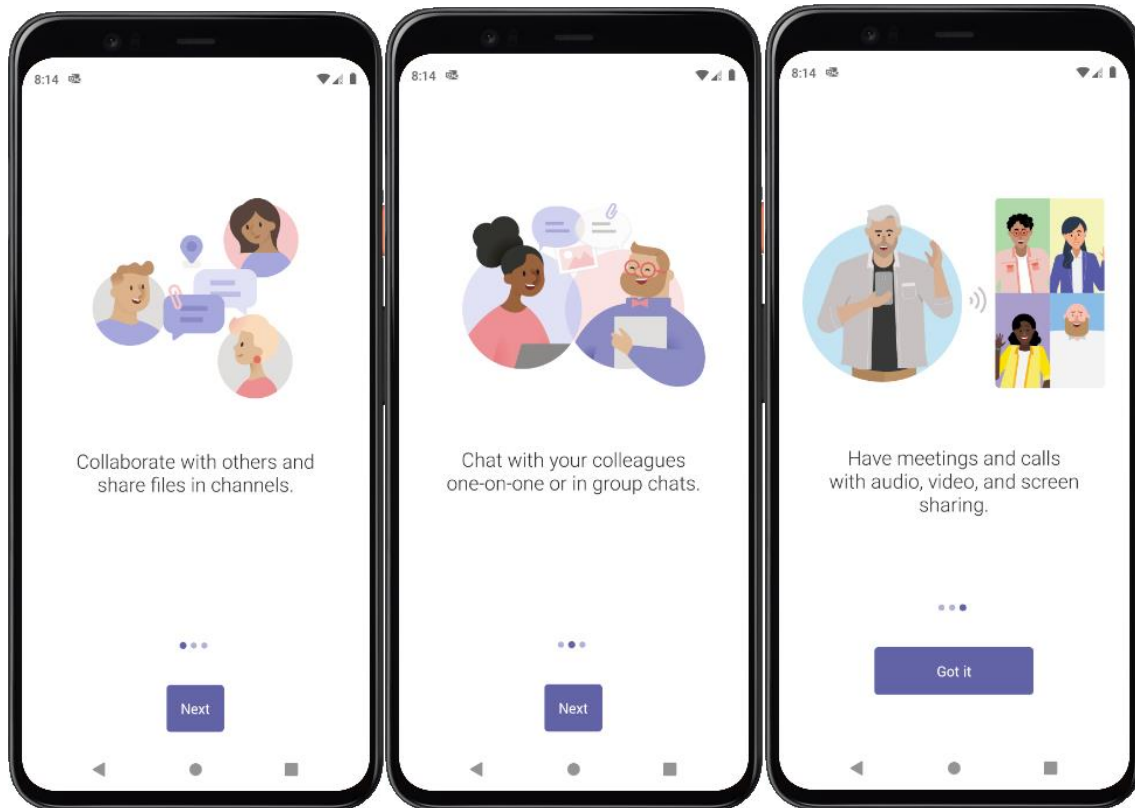 8:14
Collaborate with others and
share files in channels.
Next
8:14
Chat with your colleagues
one-on-one or in group chats.
Next
8:14
Have meetings and calls
with audio, video, and screen
sharing.
Got it